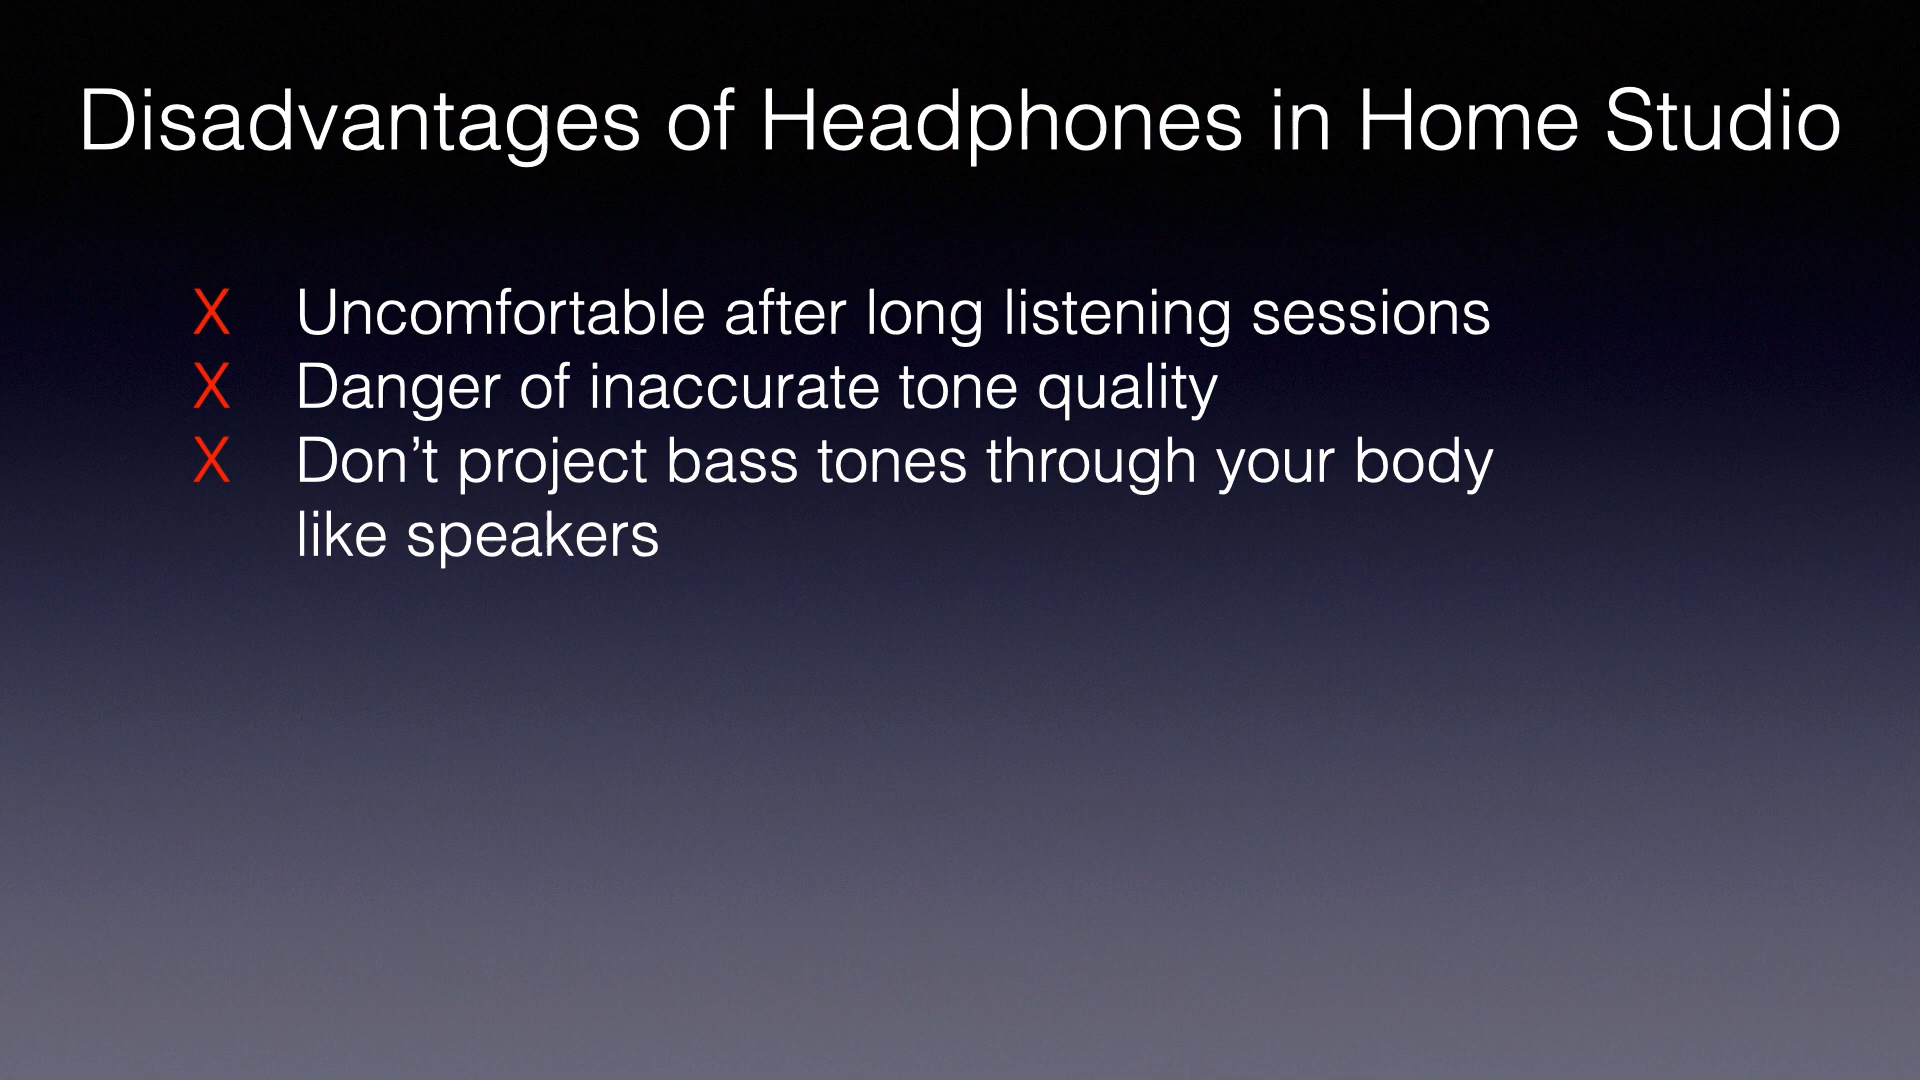 Disadvantages of Headphones in Home Studio
X Uncomfortable after long listening sessions
X Danger of inaccurate tone quality
X Don’t project bass tones through your body
like speakers